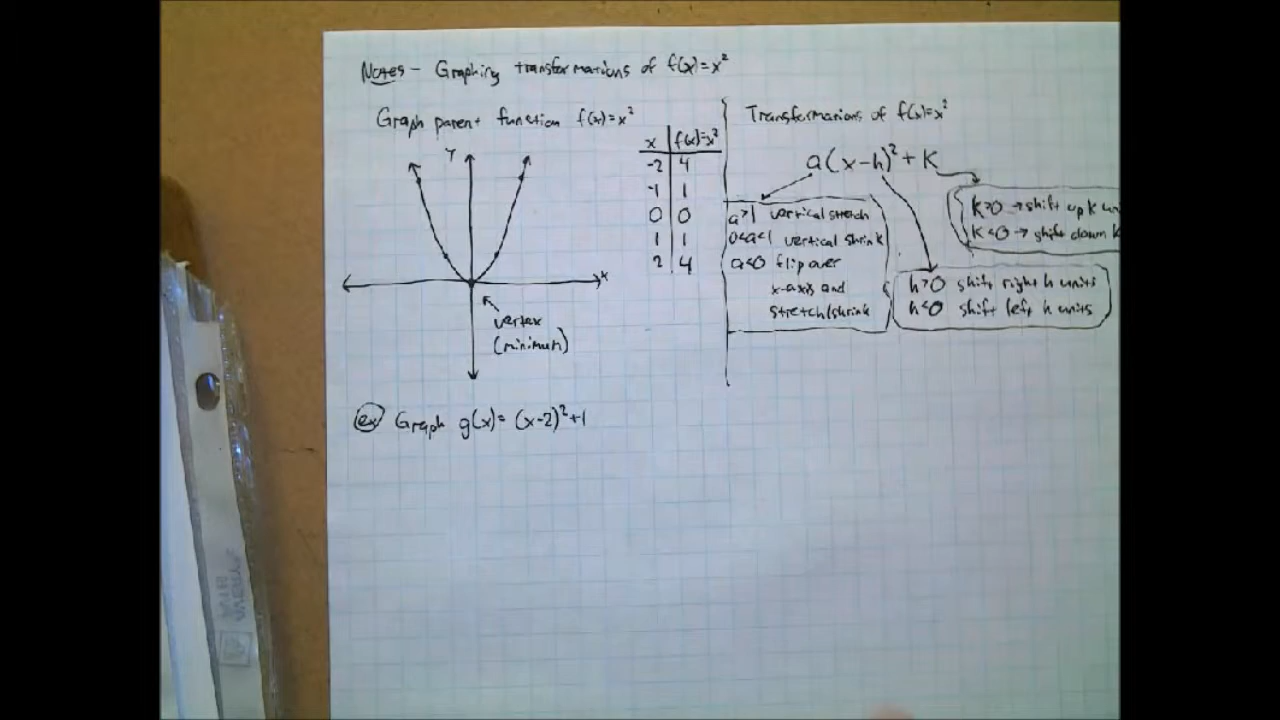 Notes - Graphing transformations of f(x)=x²
Graph parent function f(x)=x²
y
x
vertex
(minimum)
x f(x)=x²
-2 4
-1 1
0 0
1 1
2 4
Transformations of f(x)=x²
a(x-h)²+k
a>1 vertical stretch
0<a<1 vertical shrink
a<0 flip over
x-axis and
stretch/shrink
k>0 → shift up k
k<0 → shift down k
h>0 shift right h units
h<0 shift left h units
ex Graph g(x)= (x-2)²+1